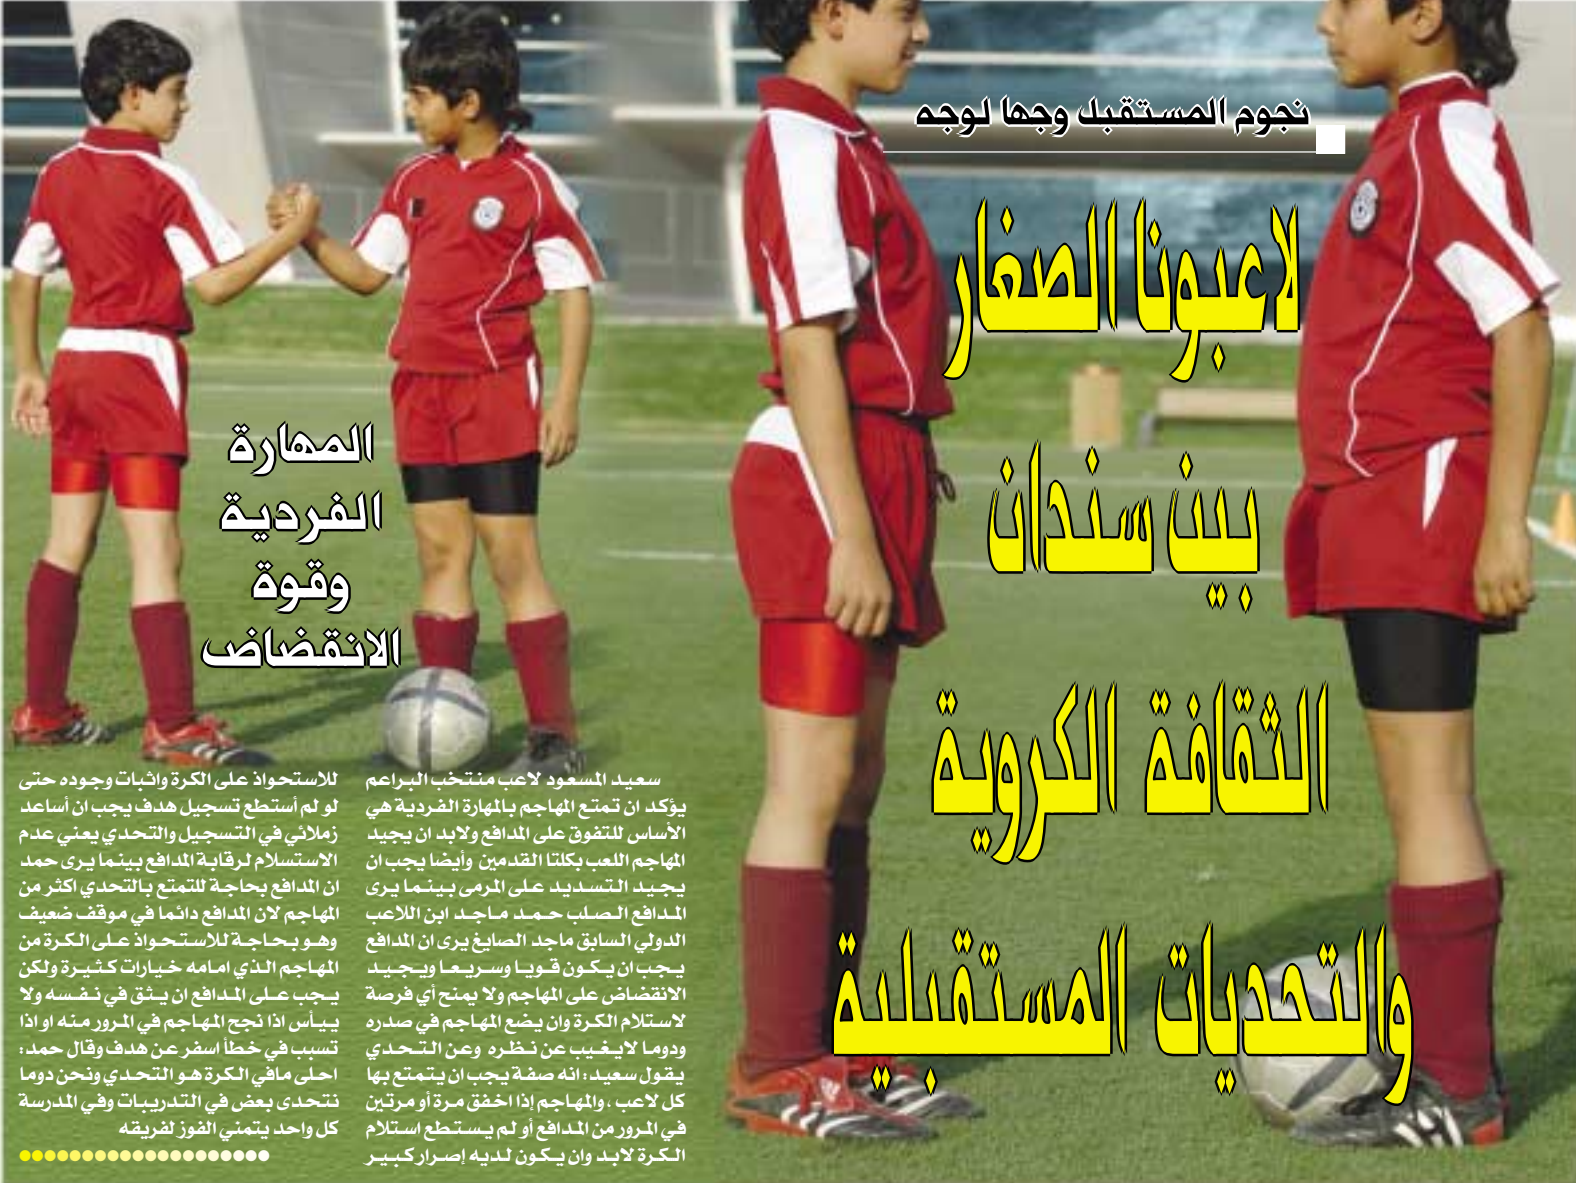 نجوم المستقبل وجها لوجه
لاعبونا الصغار
بين سندان
الثقافة الكروية
والتحديات المستقبلية
المهارة
الفردية
وقوة
الانقضاض
سعيد المسعود لاعب منتخب البراعم
يؤكد ان تمتع المهاجم بالمهارة الفردية هي
الأساس للتفوق على المدافع ولابد ان يجيد
المهاجم اللعب بكلتا القدمين وأيضا يجب ان
يجيد التسديد على المرمى بينما يرى
المدافع الصلب حمد ماجد ابن اللاعب
الدولي السابق ماجد الصايغ يرى ان المدافع
يجب ان يكون قويا وسريعا ويجيد
الانقضاض على المهاجم ولا يمنح أي فرصة
لاستلام الكرة وان يضع المهاجم في صدره
ودوما لايغيب عن نظره وعن التحدي
يقول سعيد: انه صفة يجب ان يتمتع بها
كل لاعب ، والمهاجم إذا اخفق مرة أو مرتين
في المرور من المدافع أو لم يستطع استلام
الكرة لابد وان يكون لديه إصرار كبير
للاستحواذ على الكرة واثبات وجوده حتى
لو لم أستطع تسجيل هدف يجب ان أساعد
زملائي في التسجيل والتحدي يعني عدم
الاستسلام لرقابة المدافع بينما يرى حمد
ان المدافع بحاجة للتمتع بالتحدي اكثر من
المهاجم لان المدافع دائما في موقف ضعيف
وهو بحاجة للاستحواذ على الكرة من
المهاجم الذي امامه خيارات كثيرة ولكن
يجب على المدافع ان يثق في نفسه ولا
ييأس اذا نجح المهاجم في المرور منه او اذا
تسبب في خطأ اسفر عن هدف وقال حمد:
احلى مافي الكرة هو التحدي ونحن دوما
نتحدى بعض في التدريبات وفي المدرسة
كل واحد يتمني الفوز لفريقه